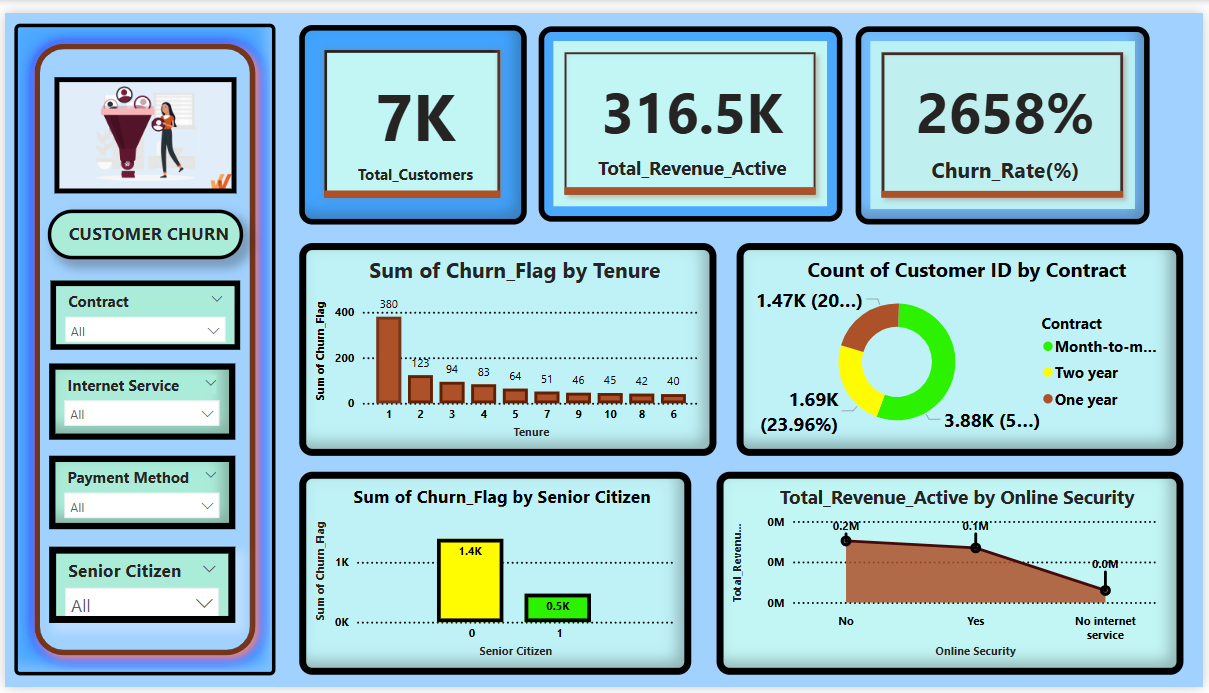 CUSTOMER CHURN
Contract
All
Internet Service
All
Payment Method
All
Senior Citizen
All
7K
Total_Customers
316.5K
Total_Revenue_Active
2658%
Churn_Rate(%)
Sum of Churn_Flag by Tenure
Sum of Churn_Flag
400
200
0
380
123
94
83
64
51
46
45
42
40
1 2 3 4 5 7 9 10 8 6
Tenure
Count of Customer ID by Contract
1.47K (20...)
1.69K
(23.96%)
3.88K (5...)
Contract
Month-to-m...
Two year
One year
Sum of Churn_Flag by Senior Citizen
Sum of Churn_Flag
1K
0K
1.4K
0.5K
0 1
Senior Citizen
Total_Revenue_Active by Online Security
Total_Revenu...
0M
0M
0M
0.2M
0.1M
0.0M
No Yes No internet
service
Online Security